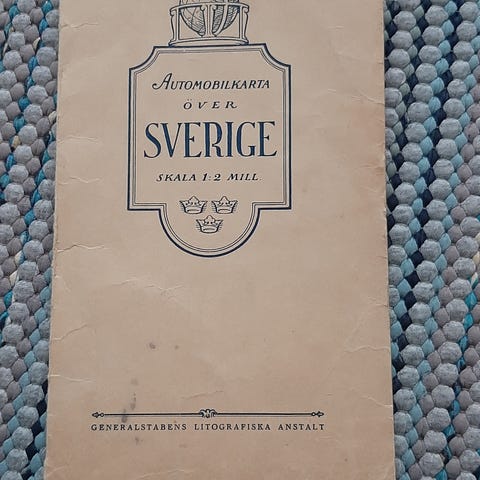 AUTOMOBILKARTA
ÖVER
SVERIGE
SKALA 1:2 MILL.
GENERALSTABENS LITOGRAFISKA ANSTALT